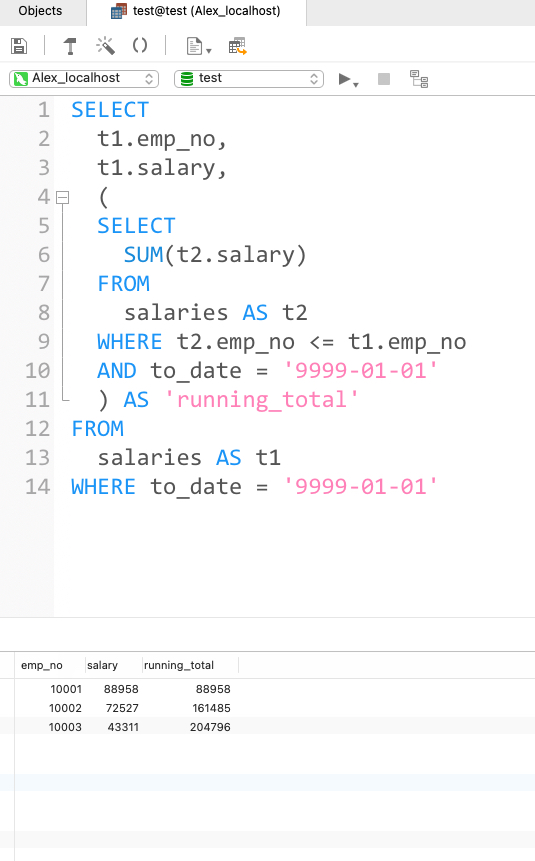 Objects test@test (Alex_localhost)
Alex_localhost test
1 SELECT
2 t1.emp_no,
3 t1.salary,
4 (
5 SELECT
6 SUM(t2.salary)
7 FROM
8 salaries AS t2
9 WHERE t2.emp_no <= t1.emp_no
10 AND to_date = '9999-01-01'
11 ) AS 'running_total'
12 FROM
13 salaries AS t1
14 WHERE to_date = '9999-01-01'
emp_no salary running_total
10001 88958 88958
10002 72527 161485
10003 43311 204796